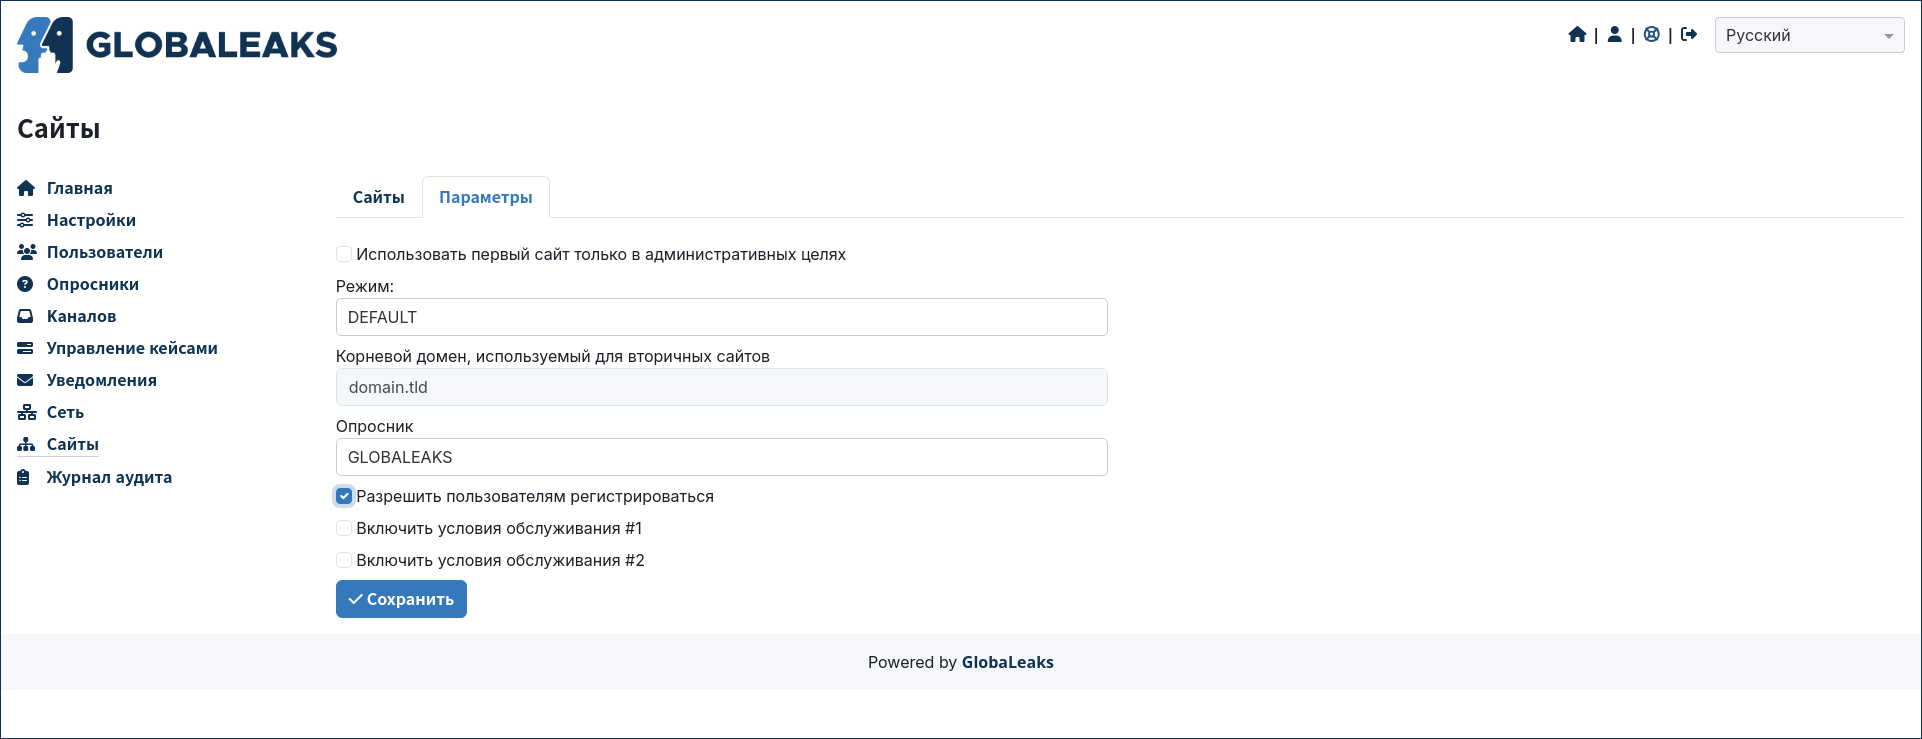 GLOBALEAKS
| | |
Русский
Сайты
Главная
Настройки
Пользователи
Опросники
Каналов
Управление кейсами
Уведомления
Сеть
Сайты
Журнал аудита
Сайты Параметры
Использовать первый сайт только в административных целях
Режим:
DEFAULT
Корневой домен, используемый для вторичных сайтов
domain.tld
Опросник
GLOBALEAKS
Разрешить пользователям регистрироваться
Включить условия обслуживания #1
Включить условия обслуживания #2
Сохранить
Powered by GlobaLeaks